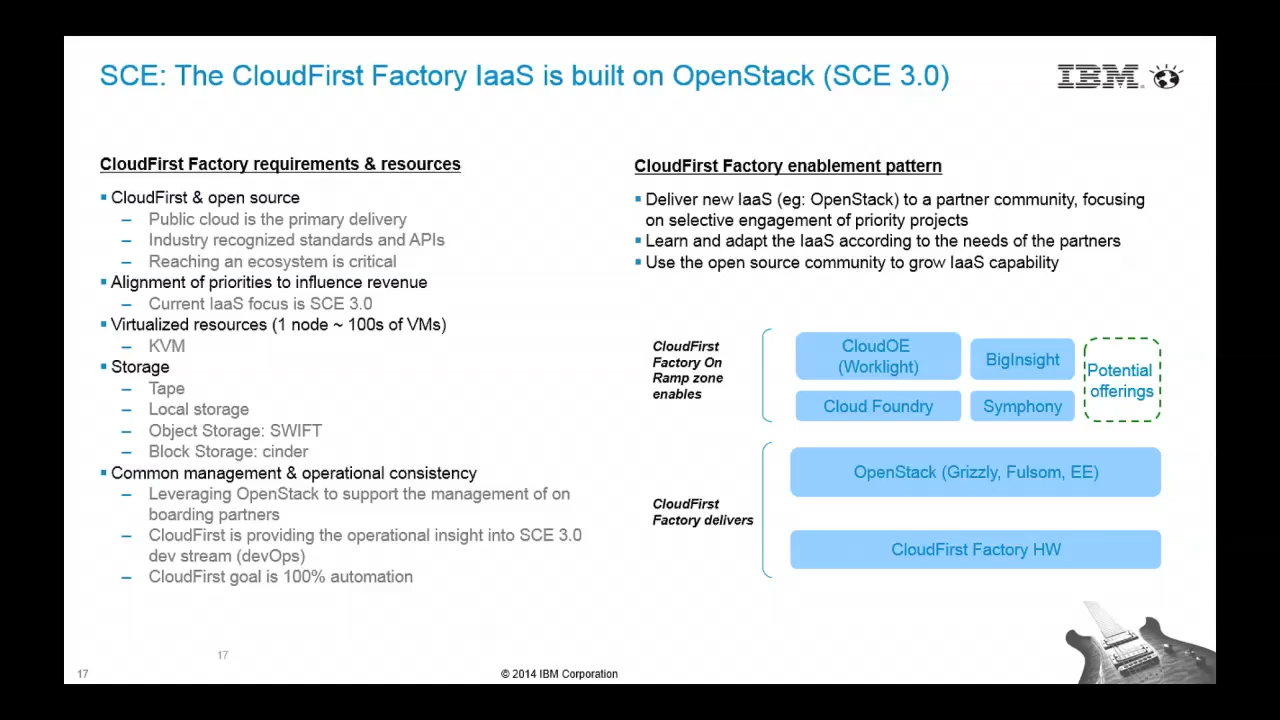 SCE: The CloudFirst Factory IaaS is built on OpenStack (SCE 3.0)
IBM
CloudFirst Factory requirements & resources
▪ CloudFirst & open source
– Public cloud is the primary delivery
– Industry recognized standards and APIs
– Reaching an ecosystem is critical
▪ Alignment of priorities to influence revenue
– Current IaaS focus is SCE 3.0
▪ Virtualized resources (1 node ~ 100s of VMs)
– KVM
▪ Storage
– Tape
– Local storage
– Object Storage: SWIFT
– Block Storage: cinder
▪ Common management & operational consistency
– Leveraging OpenStack to support the management of on
boarding partners
– CloudFirst is providing the operational insight into SCE 3.0
dev stream (devOps)
– CloudFirst goal is 100% automation
CloudFirst Factory enablement pattern
▪ Deliver new IaaS (eg: OpenStack) to a partner community, focusing
on selective engagement of priority projects
▪ Learn and adapt the IaaS according to the needs of the partners
▪ Use the open source community to grow IaaS capability
CloudFirst
Factory On
Ramp zone
enables
CloudOE
(Worklight)
BigInsight
Cloud Foundry
Symphony
Potential
offerings
CloudFirst
Factory delivers
OpenStack (Grizzly, Fulsom, EE)
CloudFirst Factory HW
17
17
© 2014 IBM Corporation